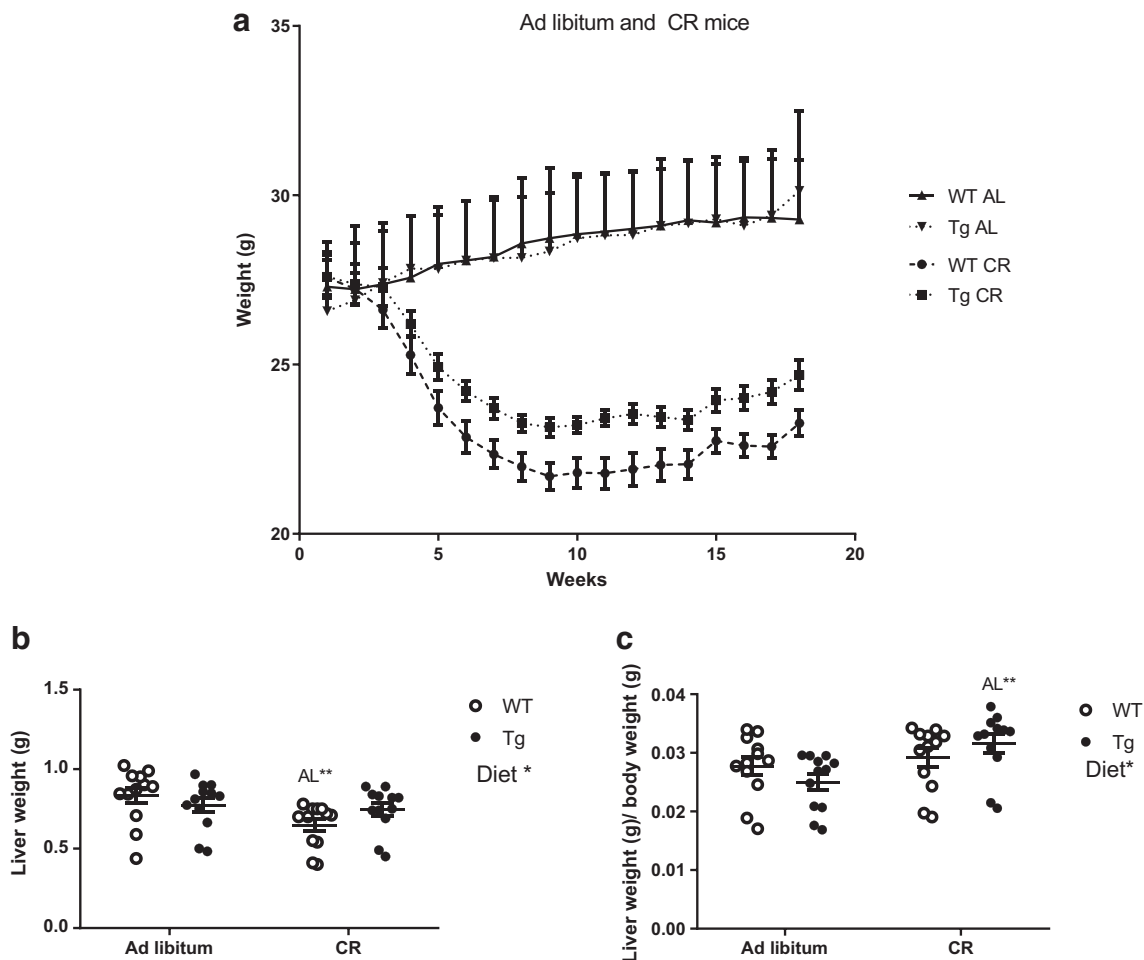 a
Ad libitum and CR mice
35
30
25
20
Weight (g)
0
5
10
15
20
Weeks
WT AL
Tg AL
WT CR
Tg CR
b
1.5
1.0
0.5
0.0
Liver weight (g)
AL**
Ad libitum
CR
WT
Tg
Diet *
c
0.04
0.03
0.02
0.01
0.00
Liver weight (g)/ body weight (g)
AL**
Ad libitum
CR
WT
Tg
Diet*